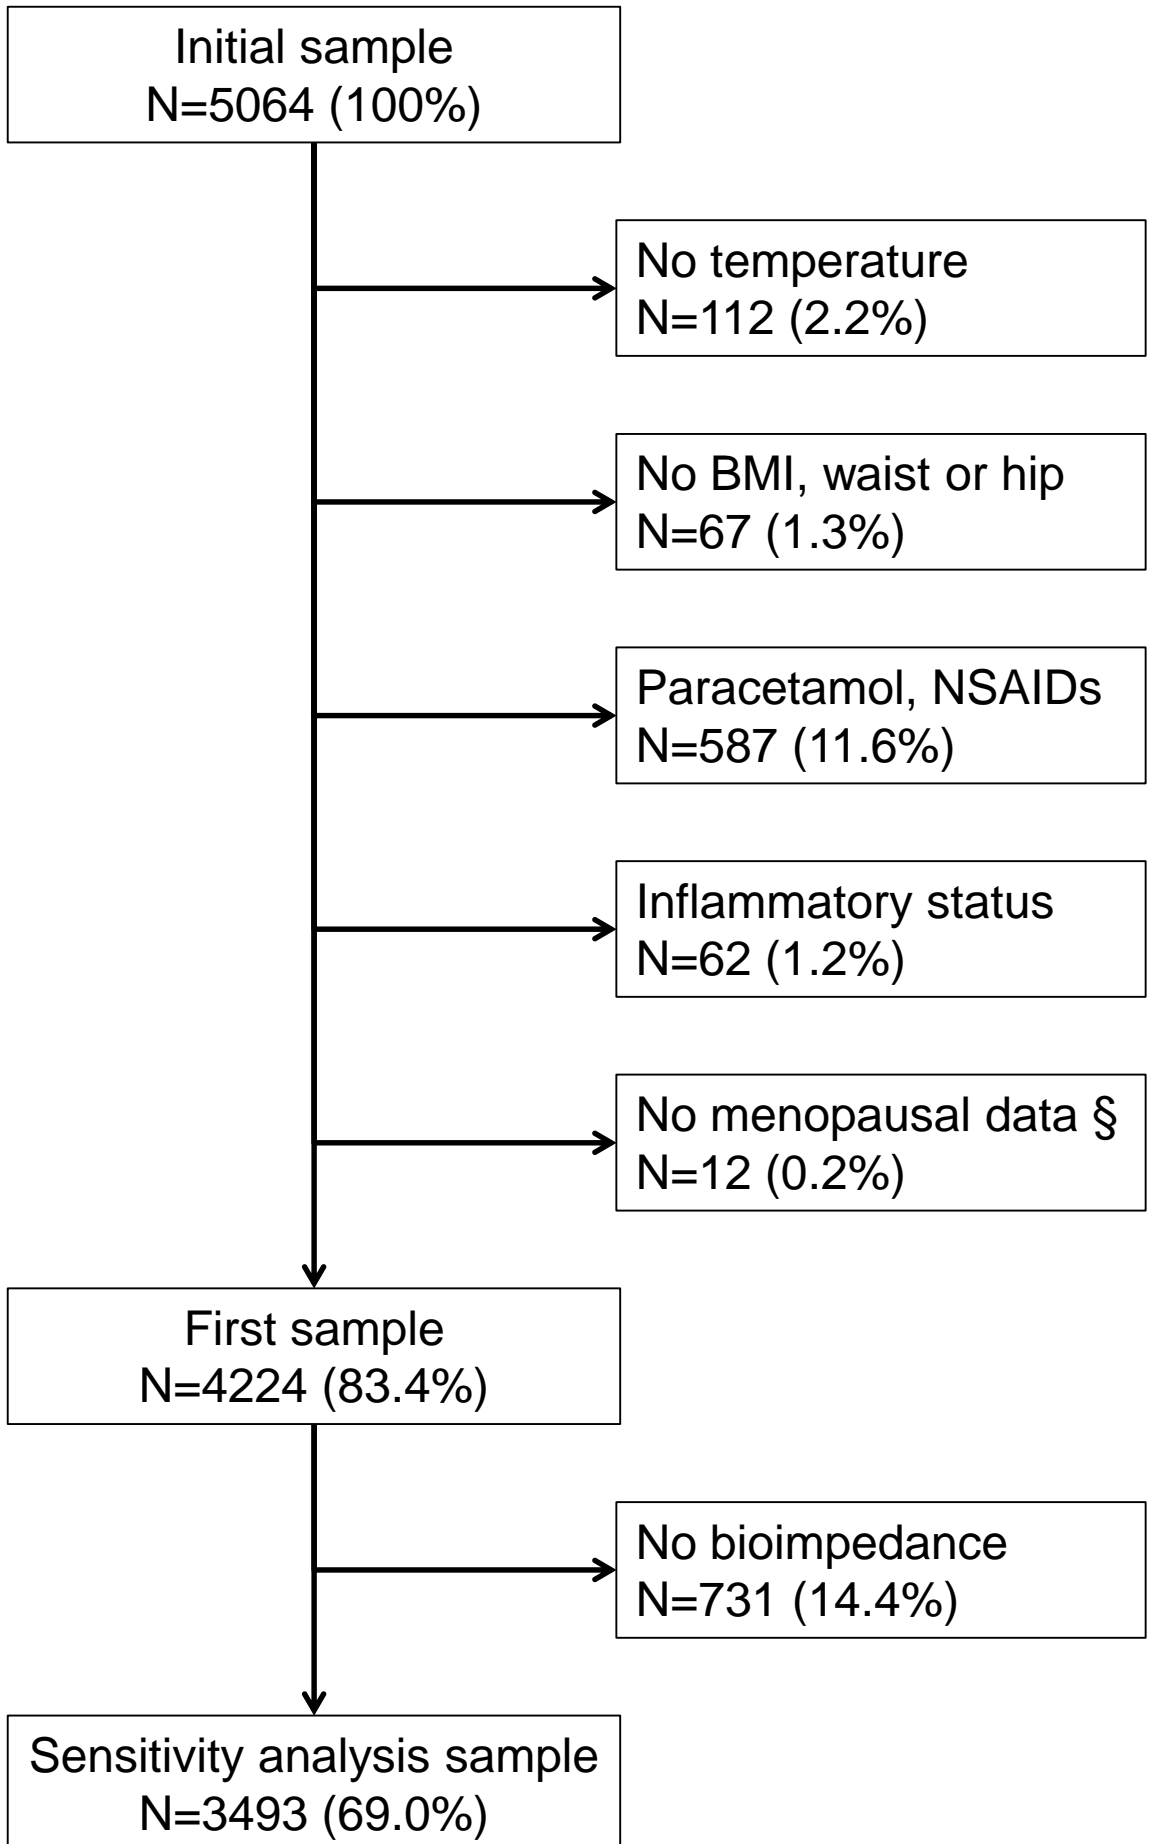 Initial sample
N=5064 (100%)
No temperature
N=112 (2.2%)
No BMI, waist or hip
N=67 (1.3%)
Paracetamol, NSAIDs
N=587 (11.6%)
Inflammatory status
N=62 (1.2%)
No menopausal data §
N=12 (0.2%)
First sample
N=4224 (83.4%)
No bioimpedance
N=731 (14.4%)
Sensitivity analysis sample
N=3493 (69.0%)